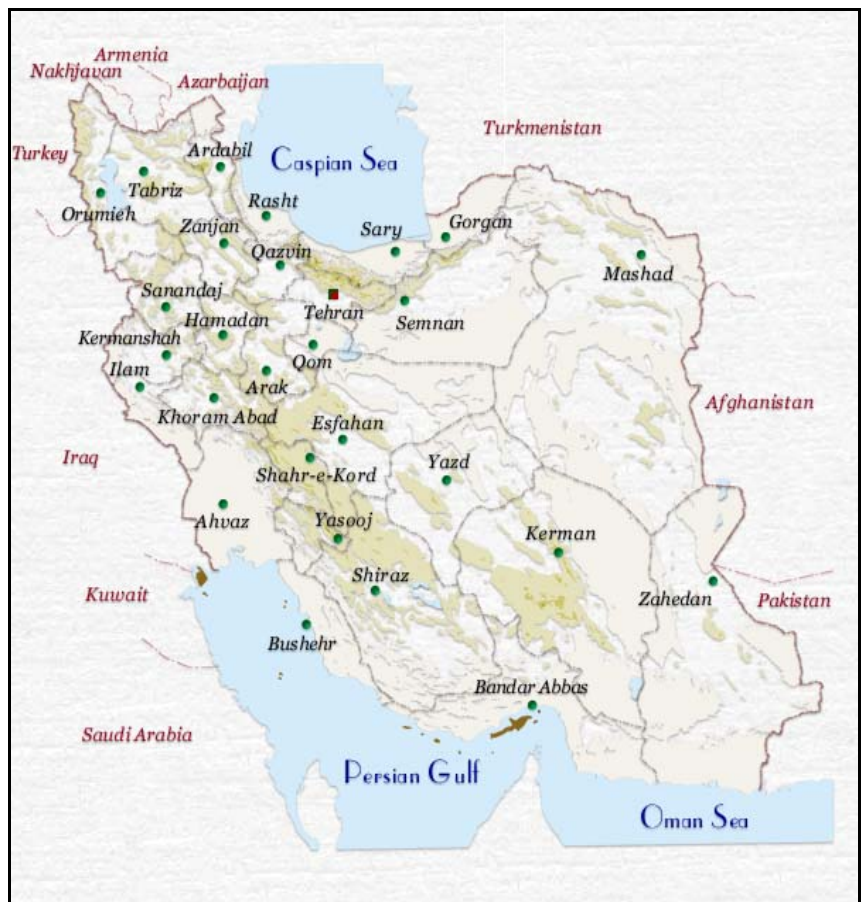 Armenia
Nakhjavan
Azarbaijan
Turkmenistan
Turkey
Ardabil
Caspian Sea
Tabriz
Orumieh
Rasht
Zanjan
Sary
Gorgan
Qazvin
Mashad
Sanandaj
Tehran
Semnan
Hamadan
Kermanshah
Qom
Ilam
Arak
Khoram Abad
Afghanistan
Esfahan
Iraq
Shahr-e-Kord
Yazd
Ahvaz
Yasooj
Kerman
Shiraz
Kuwait
Zahedan
Pakistan
Bushehr
Bandar Abbas
Saudi Arabia
Persian Gulf
Oman Sea